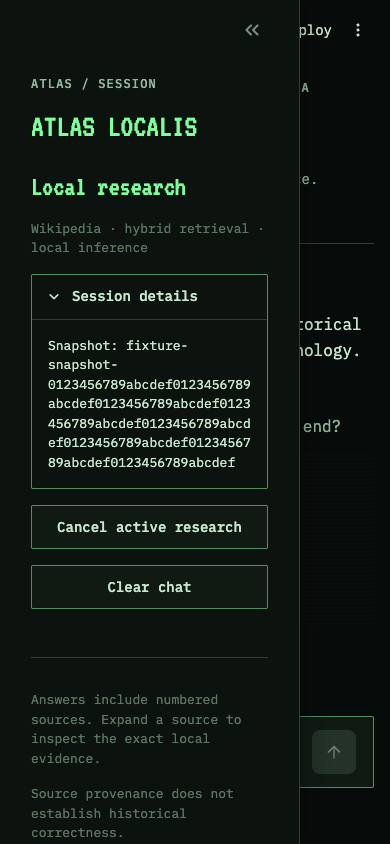 ploy
ATLAS / SESSION
A
ATLAS LOCALIS
Local research
e.
Wikipedia · hybrid retrieval ·
local inference
Session details
Snapshot: fixture-
snapshot-
0123456789abcdef0123456789
abcdef0123456789abcdef0123
456789abcdef0123456789abcd
ef0123456789abcdef01234567
89abcdef0123456789abcdef
torical
nology.
end?
Cancel active research
Clear chat
Answers include numbered
sources. Expand a source to
inspect the exact local
evidence.
Source provenance does not
establish historical
correctness.